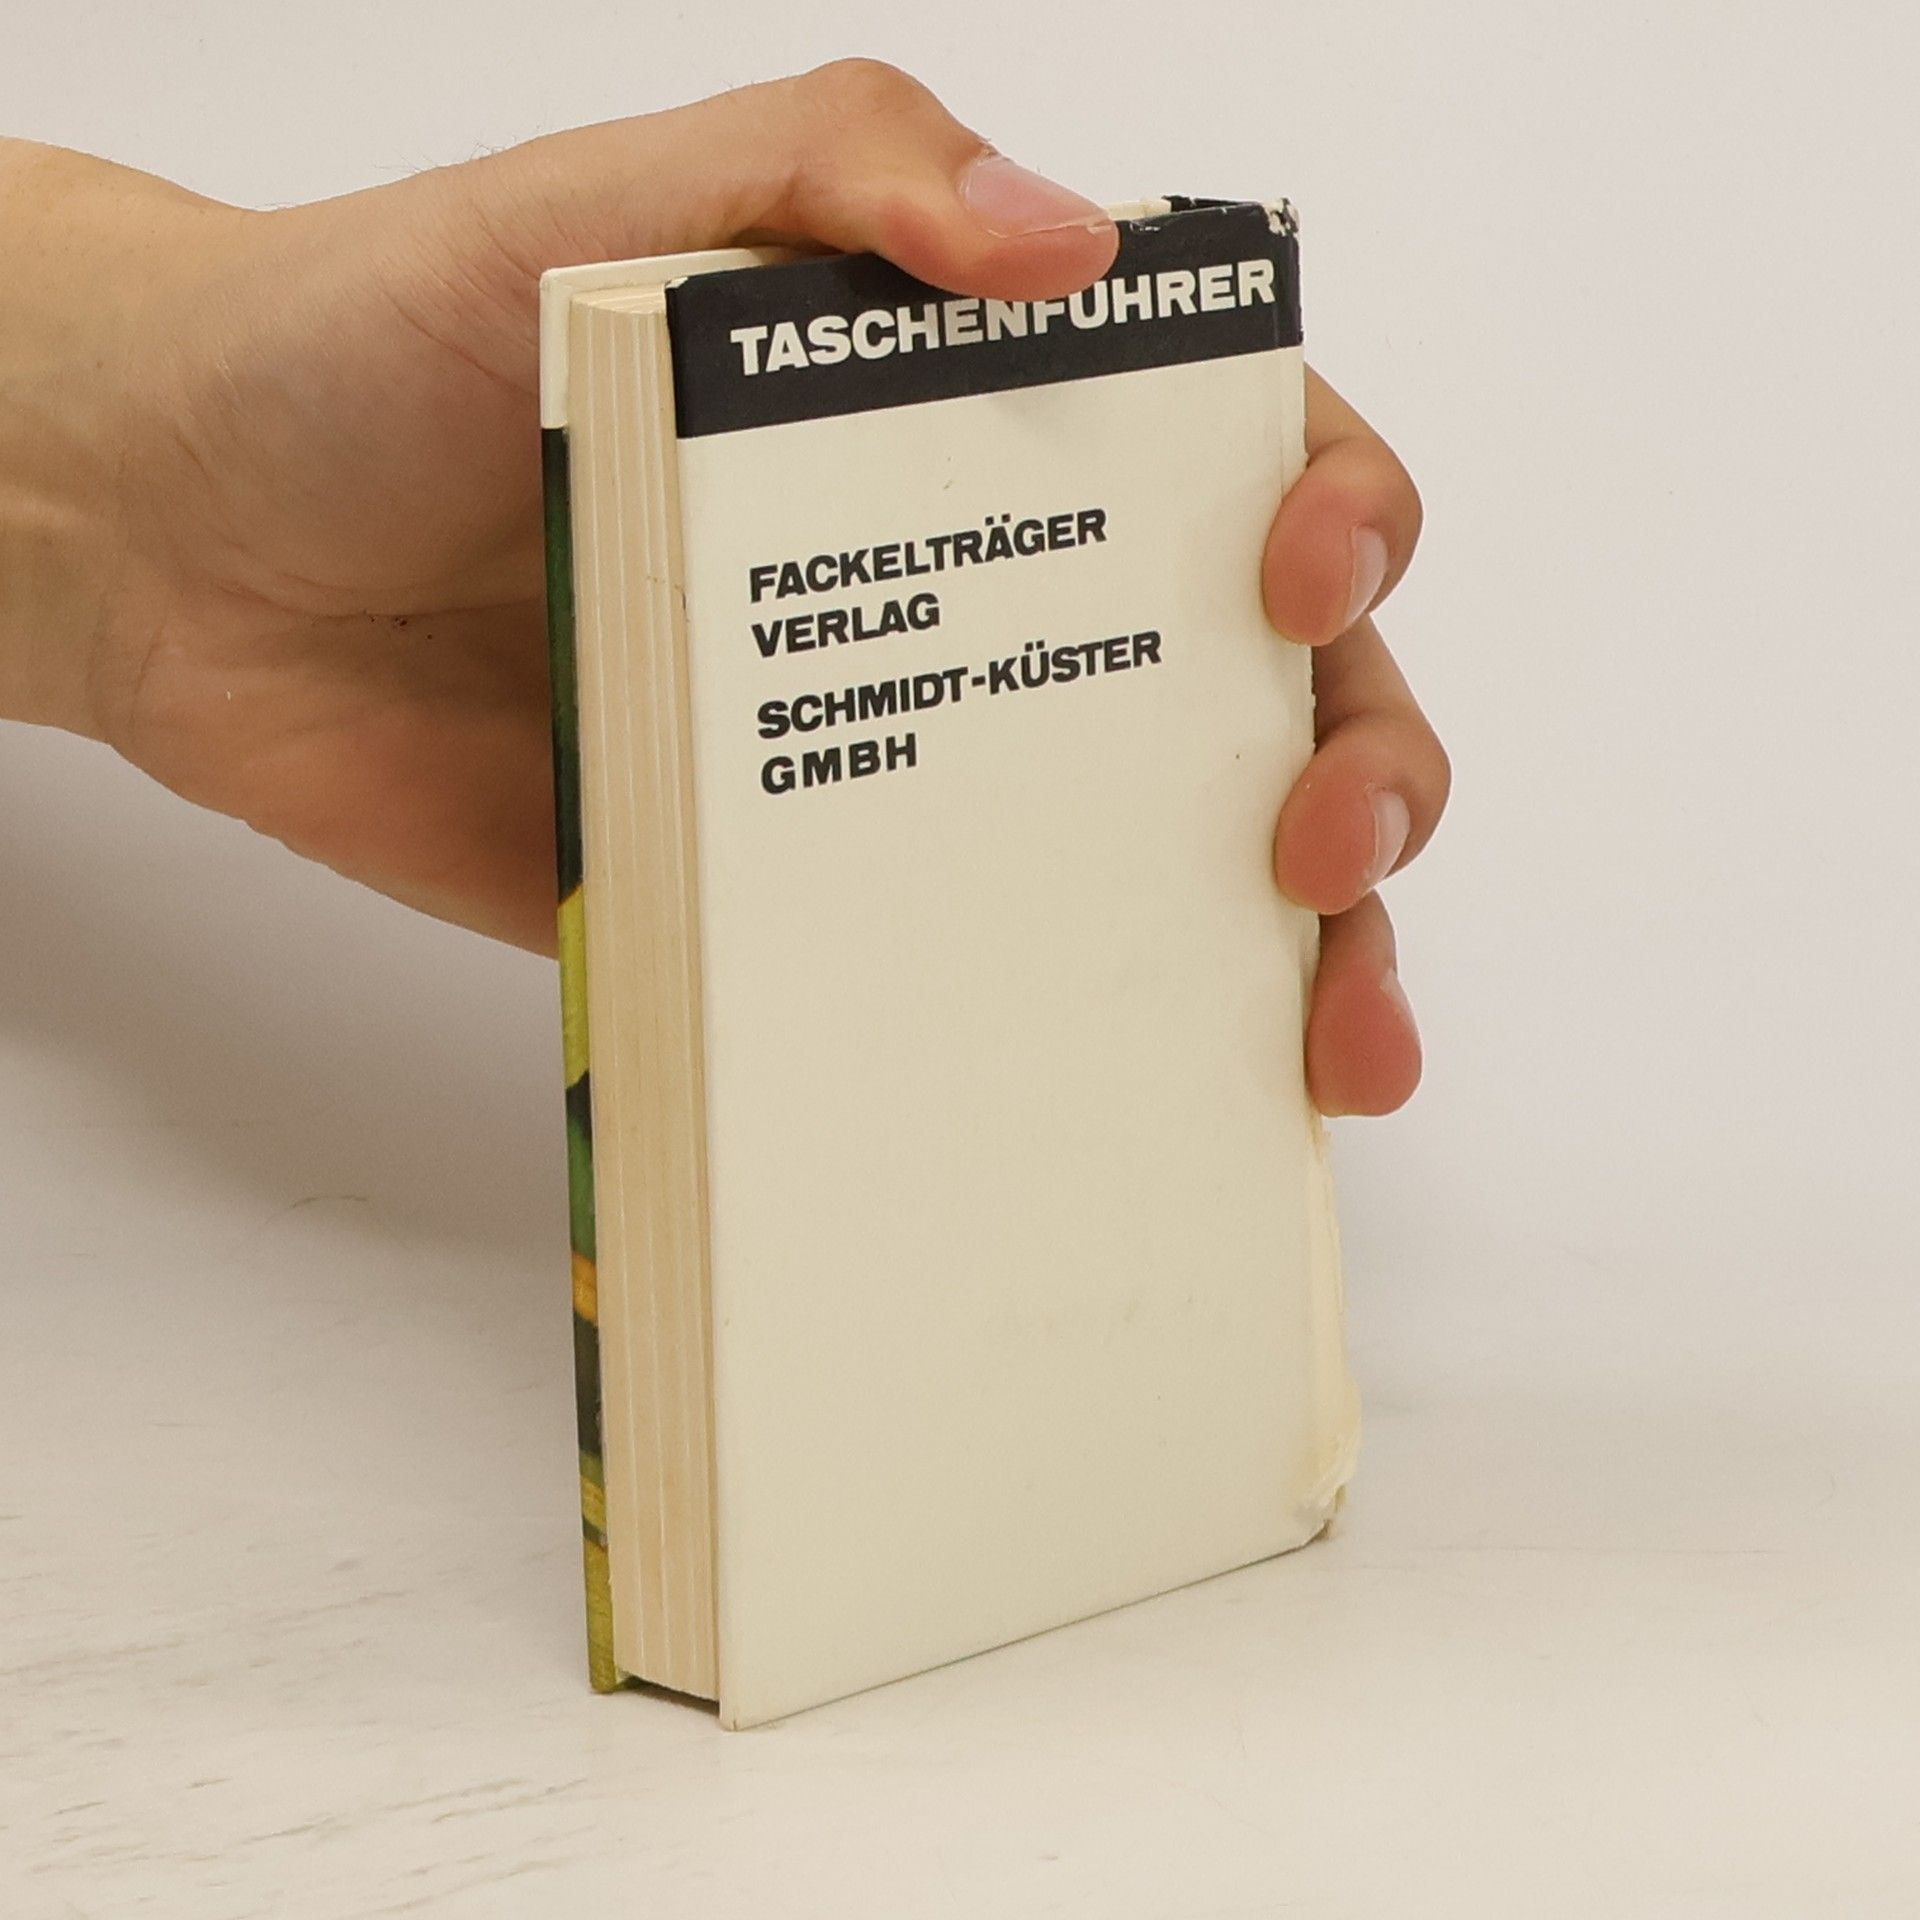 TASCHENFÜHRER
FACKELTRÄGER
VERLAG
SCHMIDT-KÜSTER
GMBH